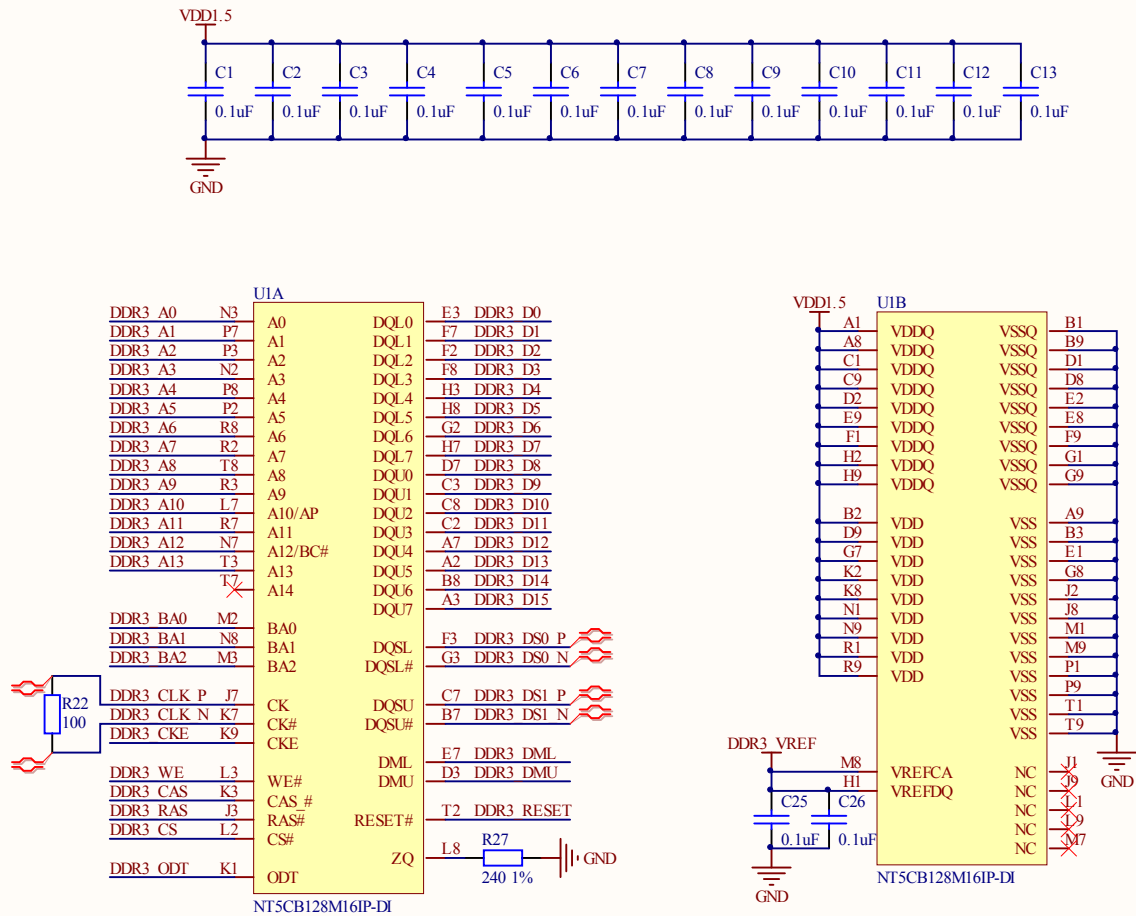 VDD1.5
C1 C2 C3 C4 C5 C6 C7 C8 C9 C10 C11 C12 C13
0.1uF 0.1uF 0.1uF 0.1uF 0.1uF 0.1uF 0.1uF 0.1uF 0.1uF 0.1uF 0.1uF 0.1uF 0.1uF
GND
U1A
DDR3_A0 N3 A0 DQL0 E3 DDR3_D0
DDR3_A1 P7 A1 DQL1 F7 DDR3_D1
DDR3_A2 P3 A2 DQL2 F2 DDR3_D2
DDR3_A3 N2 A3 DQL3 F8 DDR3_D3
DDR3_A4 P8 A4 DQL4 H3 DDR3_D4
DDR3_A5 P2 A5 DQL5 H8 DDR3_D5
DDR3_A6 R8 A6 DQL6 G2 DDR3_D6
DDR3_A7 R2 A7 DQL7 H7 DDR3_D7
DDR3_A8 T8 A8 DQU0 D7 DDR3_D8
DDR3_A9 R3 A9 DQU1 C3 DDR3_D9
DDR3_A10 L7 A10/AP DQU2 C8 DDR3_D10
DDR3_A11 R7 A11 DQU3 C2 DDR3_D11
DDR3_A12 N7 A12/BC# DQU4 A7 DDR3_D12
DDR3_A13 T3 A13 DQU5 A2 DDR3_D13
T7 A14 DQU6 B8 DDR3_D14
DQU7 A3 DDR3_D15
DDR3_BA0 M2 BA0
DDR3_BA1 N8 BA1 DQSL F3 DDR3_DS0_P
DDR3_BA2 M3 BA2 DQSL# G3 DDR3_DS0_N
R22
100
DDR3_CLK_P J7 CK DQSU C7 DDR3_DS1_P
DDR3_CLK_N K7 CK# DQSU# B7 DDR3_DS1_N
DDR3_CKE K9 CKE
DML E7 DDR3_DML
DDR3_WE L3 WE# DMU D3 DDR3_DMU
DDR3_CAS K3 CAS_#
DDR3_RAS J3 RAS# RESET# T2 DDR3_RESET
DDR3_CS L2 CS#
ZQ L8 R27 GND
240 1%
DDR3_ODT K1 ODT
NT5CB128M16IP-DI
VDD1.5
U1B
A1 VDDQ VSSQ B1
A8 VDDQ VSSQ B9
C1 VDDQ VSSQ D1
C9 VDDQ VSSQ D8
D2 VDDQ VSSQ E2
E9 VDDQ VSSQ E8
F1 VDDQ VSSQ F9
H2 VDDQ VSSQ G1
H9 VDDQ VSSQ G9
B2 VDD VSS A9
D9 VDD VSS B3
G7 VDD VSS E1
K2 VDD VSS G8
K8 VDD VSS J2
N1 VDD VSS J8
N9 VDD VSS M1
R1 VDD VSS M9
R9 VDD VSS P1
VSS P9
VSS T1
VSS T9
GND
DDR3_VREF
M8 VREFCA NC J1
H1 VREFDQ NC J9
C25 C26 NC L1
0.1uF 0.1uF NC L9
NC M7
GND
NT5CB128M16IP-DI